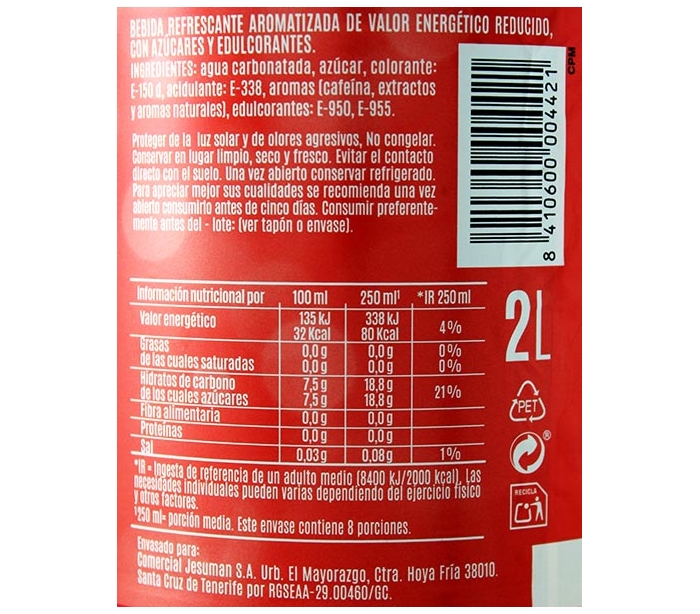 BEBIDA REFRESCANTE AROMATIZADA DE VALOR ENERGÉTICO REDUCIDO,
CON AZÚCARES Y EDULCORANTES.
INGREDIENTES: agua carbonatada, azúcar, colorante:
E-150 d, acidulante: E-338, aromas (cafeína, extractos
y aromas naturales), edulcorantes: E-950, E-955.
Proteger de la luz solar y de olores agresivos, No congelar.
Conservar en lugar limpio, seco y fresco. Evitar el contacto
directo con el suelo. Una vez abierto conservar refrigerado.
Para apreciar mejor sus cualidades se recomienda una vez
abierto consumirlo antes de cinco días. Consumir preferente-
mente antes del - lote: (ver tapón o envase).
CPM
8 410600 004421
Información nutricional por 100 ml 250 ml¹ *IR 250 ml
Valor energético 135 kJ 338 kJ 4%
32 Kcal 80 Kcal
Grasas 0,0 g 0,0 g 0%
de las cuales saturadas 0,0 g 0,0 g 0%
Hidratos de carbono 7,5 g 18,8 g 21%
de los cuales azúcares 7,5 g 18,8 g
Fibra alimentaria 0,0 g 0,0 g
Proteínas 0,0 g 0,0 g
Sal 0,03 g 0,08 g 1%
2L
PET
®
RECICLA
*IR = Ingesta de referencia de un adulto medio (8400 kJ/2000 kcal). Las
necesidades individuales pueden varias dependiendo del ejercicio físico
y otros factores.
¹250 ml= porción media. Este envase contiene 8 porciones.
Envasado para:
Comercial Jesuman S.A. Urb. El Mayorazgo, Ctra. Hoya Fría 38010.
Santa Cruz de Tenerife por RGSEAA-29.00460/GC.